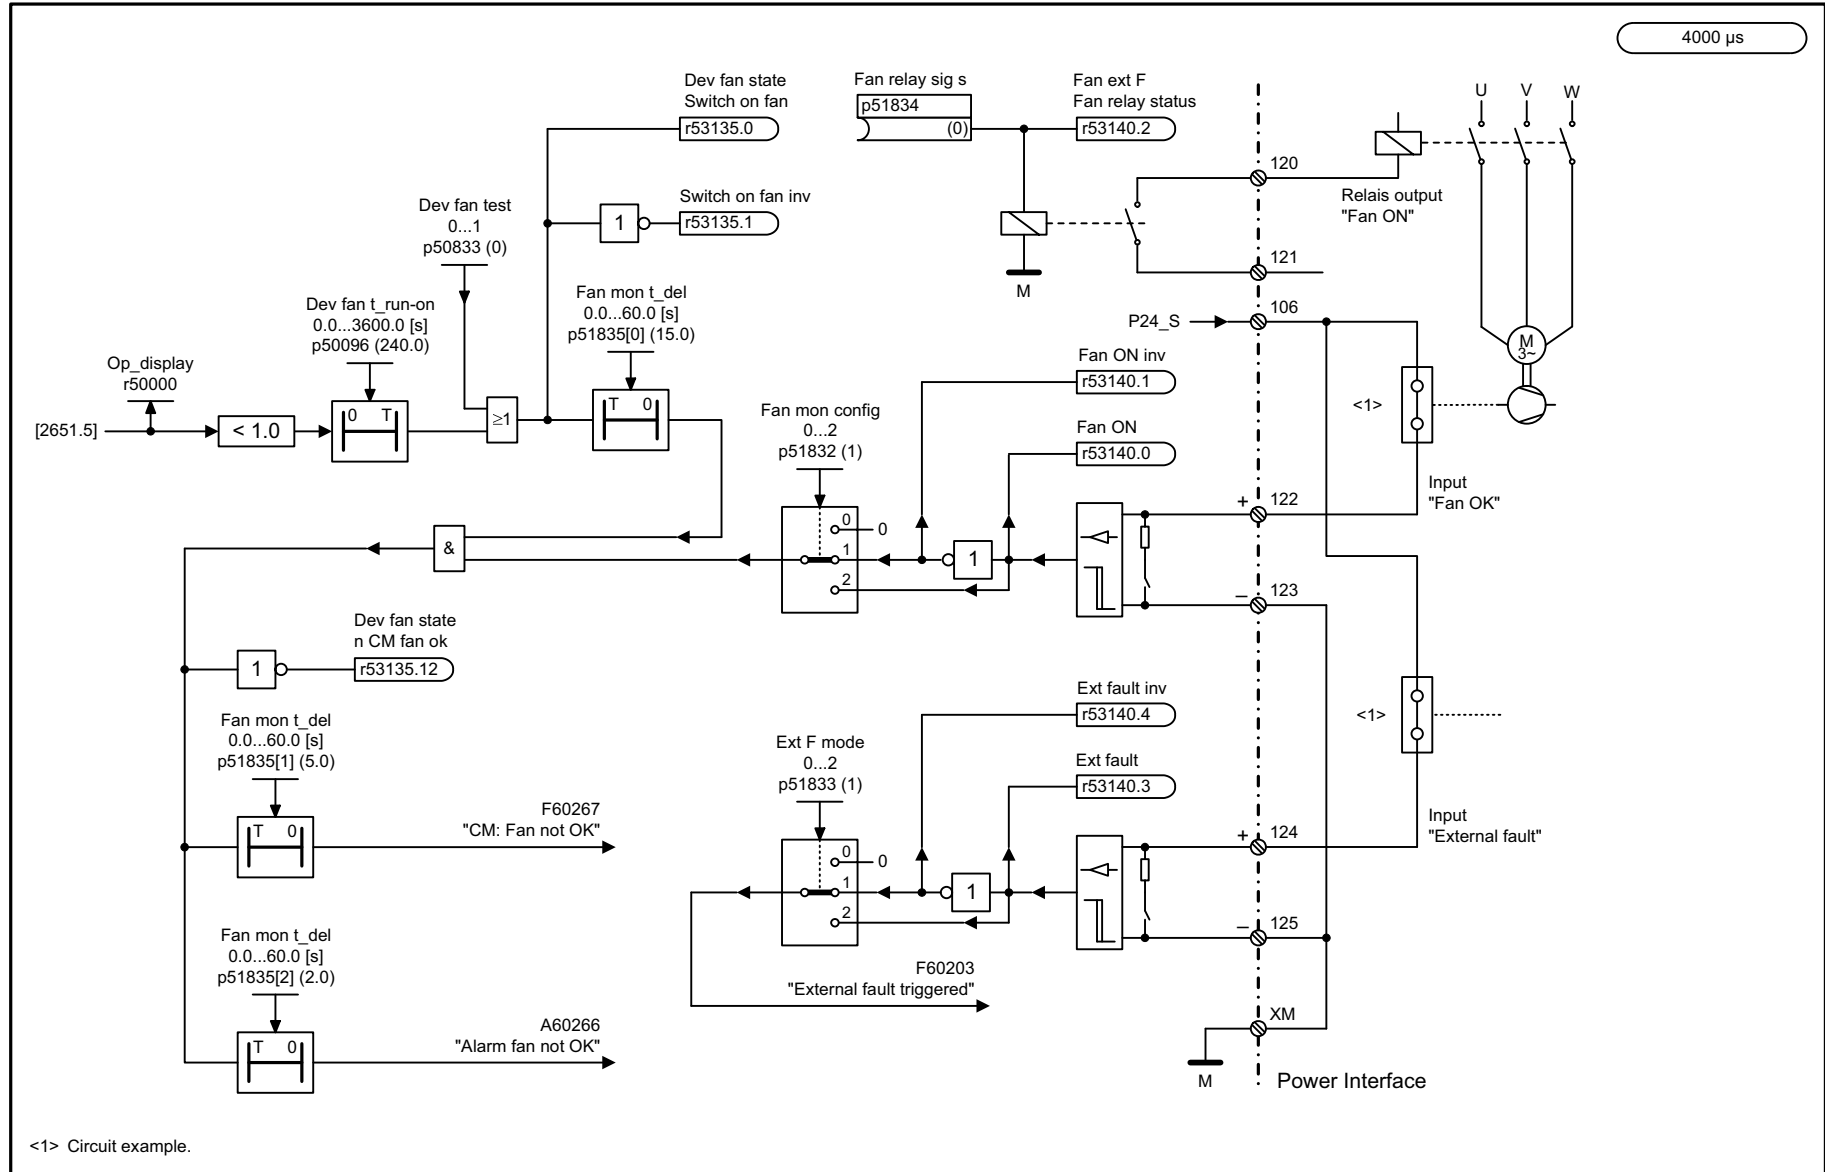 4000 µs
Dev fan state
Switch on fan
r53135.0
Fan relay sig s
p51834
(0)
Fan ext F
Fan relay status
r53140.2
U V W
120
Relais output
"Fan ON"
Switch on fan inv
1
r53135.1
Dev fan test
0...1
p50833 (0)
M
121
Dev fan t_run-on
0.0...3600.0 [s]
p50096 (240.0)
Fan mon t_del
0.0...60.0 [s]
p51835[0] (15.0)
P24_S
106
M
3~
Op_display
r50000
[2651.5]
< 1.0
0 T
≥1
T 0
Fan ON inv
r53140.1
<1>
Fan mon config
0...2
p51832 (1)
Fan ON
r53140.0
Input
"Fan OK"
+
122
0
0
1
1
2
&
–
123
Dev fan state
n CM fan ok
1
r53135.12
Fan mon t_del
0.0...60.0 [s]
p51835[1] (5.0)
Ext fault inv
r53140.4
<1>
Ext F mode
0...2
p51833 (1)
Ext fault
r53140.3
T 0
F60267
"CM: Fan not OK"
Input
"External fault"
+
124
0
0
1
1
2
–
125
Fan mon t_del
0.0...60.0 [s]
p51835[2] (2.0)
F60203
"External fault triggered"
T 0
A60266
"Alarm fan not OK"
XM
M
Power Interface
<1> Circuit example.